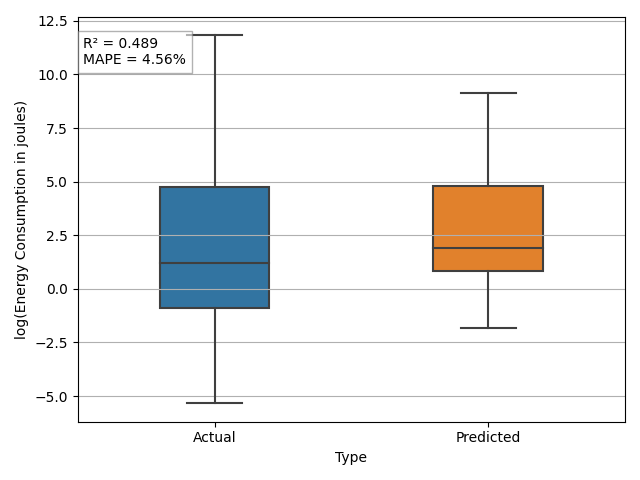 R² = 0.489
MAPE = 4.56%
12.5
10.0
7.5
5.0
2.5
0.0
−2.5
−5.0
log(Energy Consumption in joules)
Actual
Predicted
Type